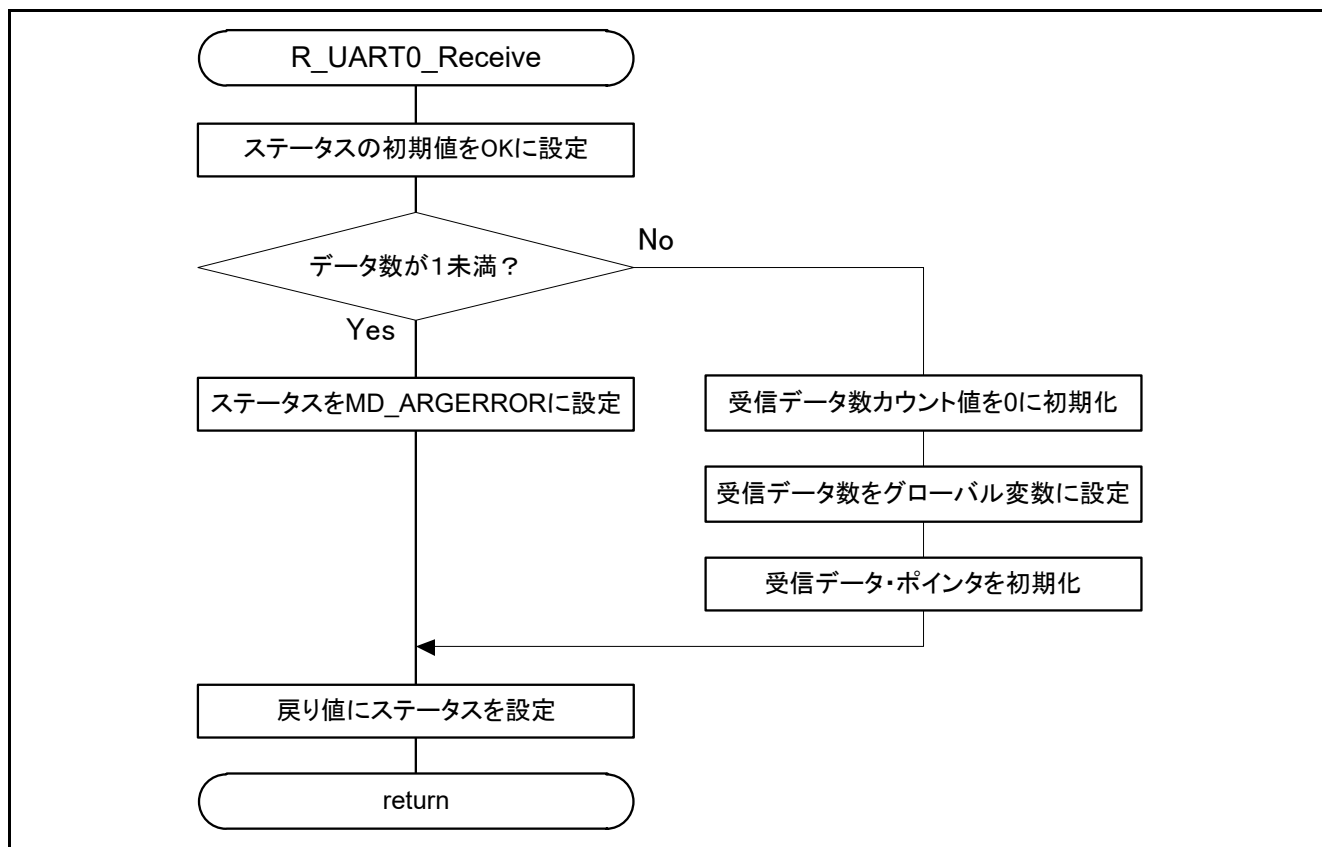 R_UART0_Receive
ステータスの初期値をOKに設定
データ数が１未満？
No
Yes
ステータスをMD_ARGERRORに設定
受信データ数カウント値を0に初期化
受信データ数をグローバル変数に設定
受信データ・ポインタを初期化
戻り値にステータスを設定
return